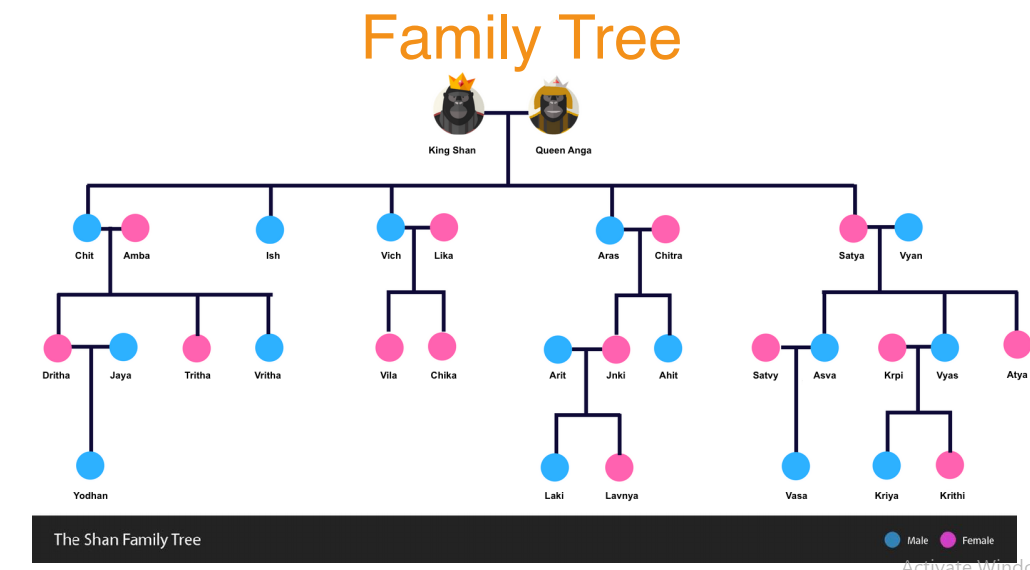 Family Tree
King Shan Queen Anga
Chit Amba Ish Vich Lika Aras Chitra Satya Vyan
Dritha Jaya Tritha Vritha Vila Chika Arit Jnki Ahit Satvy Asva Krpi Vyas Atya
Yodhan Laki Lavnya Vasa Kriya Krithi
The Shan Family Tree Male Female
Activate Windo